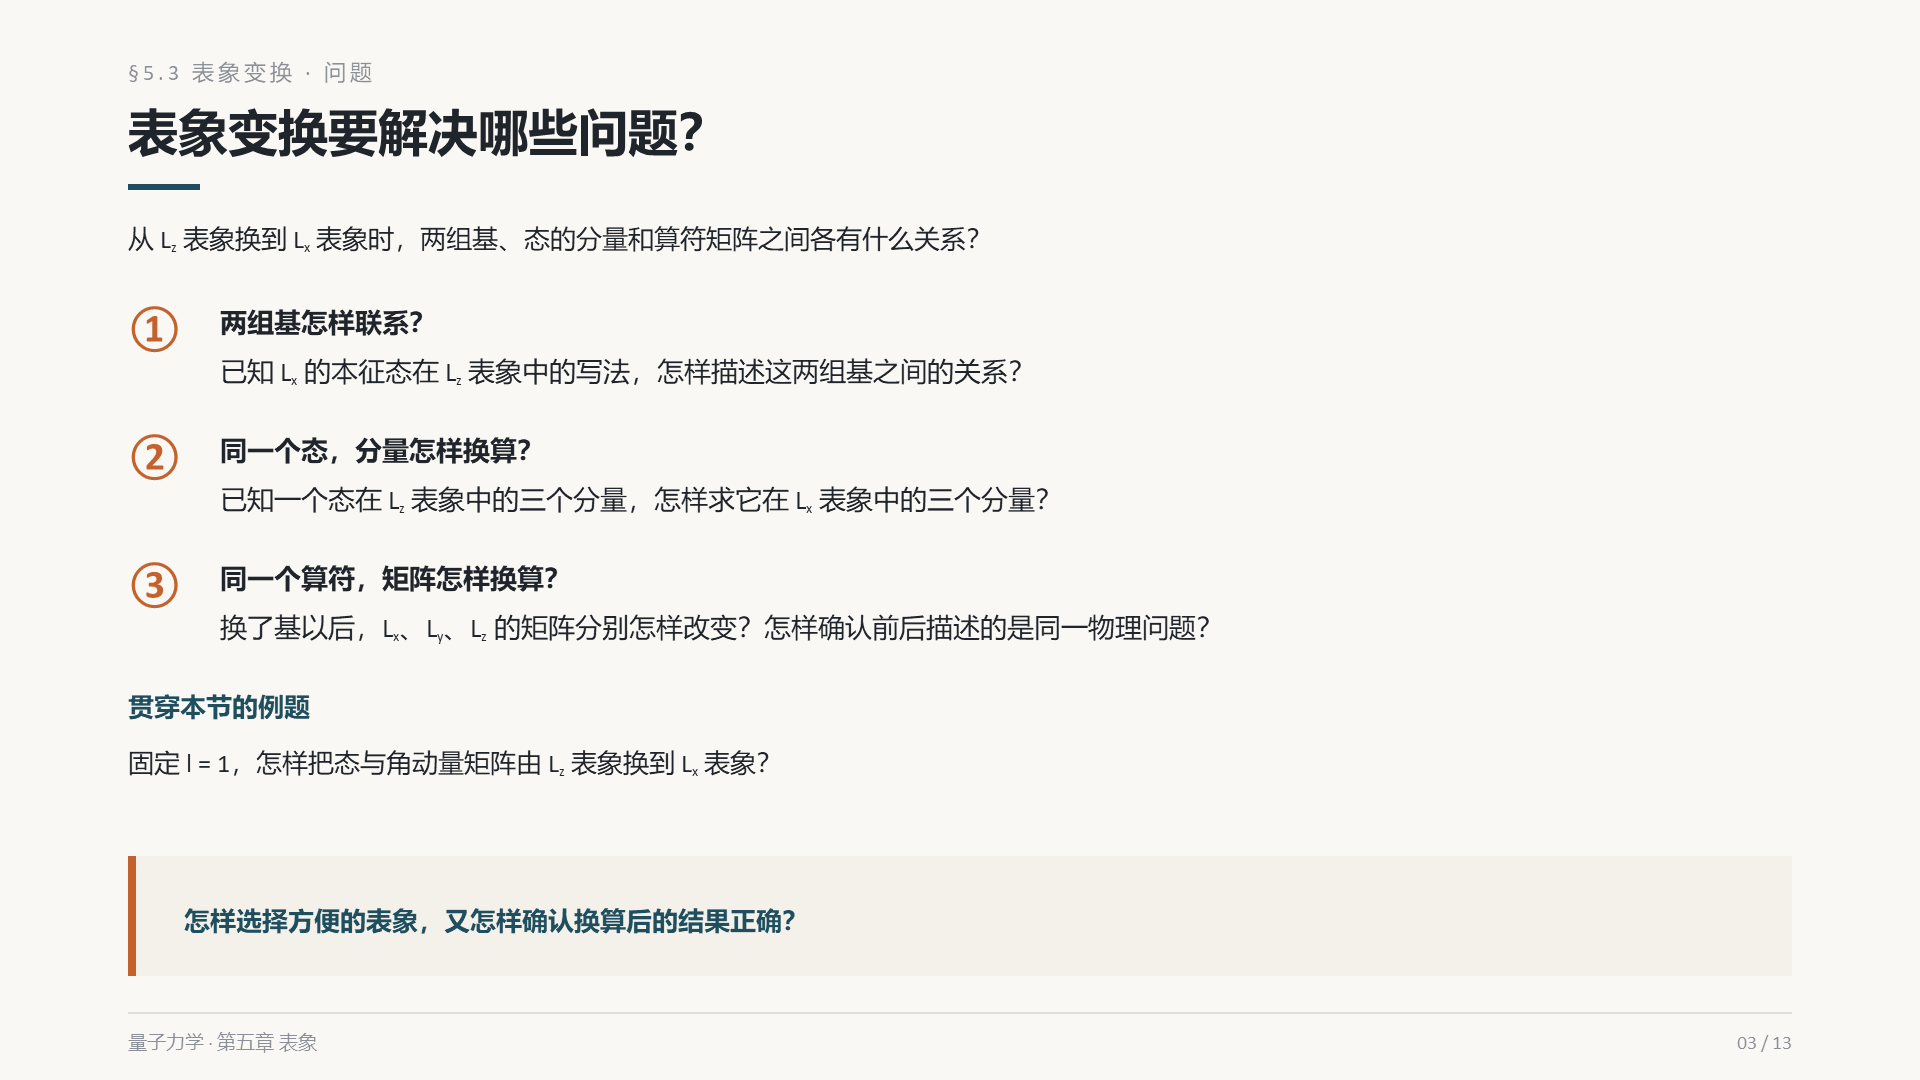 §5.3 表象变换 · 问题
表象变换要解决哪些问题？
从 Lz 表象换到 Lx 表象时，两组基、态的分量和算符矩阵之间各有什么关系？
① 两组基怎样联系？
已知 Lx 的本征态在 Lz 表象中的写法，怎样描述这两组基之间的关系？
② 同一个态，分量怎样换算？
已知一个态在 Lz 表象中的三个分量，怎样求它在 Lx 表象中的三个分量？
③ 同一个算符，矩阵怎样换算？
换了基以后，Lx、Ly、Lz 的矩阵分别怎样改变？怎样确认前后描述的是同一物理问题？
贯穿本节的例题
固定 l = 1，怎样把态与角动量矩阵由 Lz 表象换到 Lx 表象？
怎样选择方便的表象，又怎样确认换算后的结果正确？
量子力学 · 第五章 表象
03 / 13